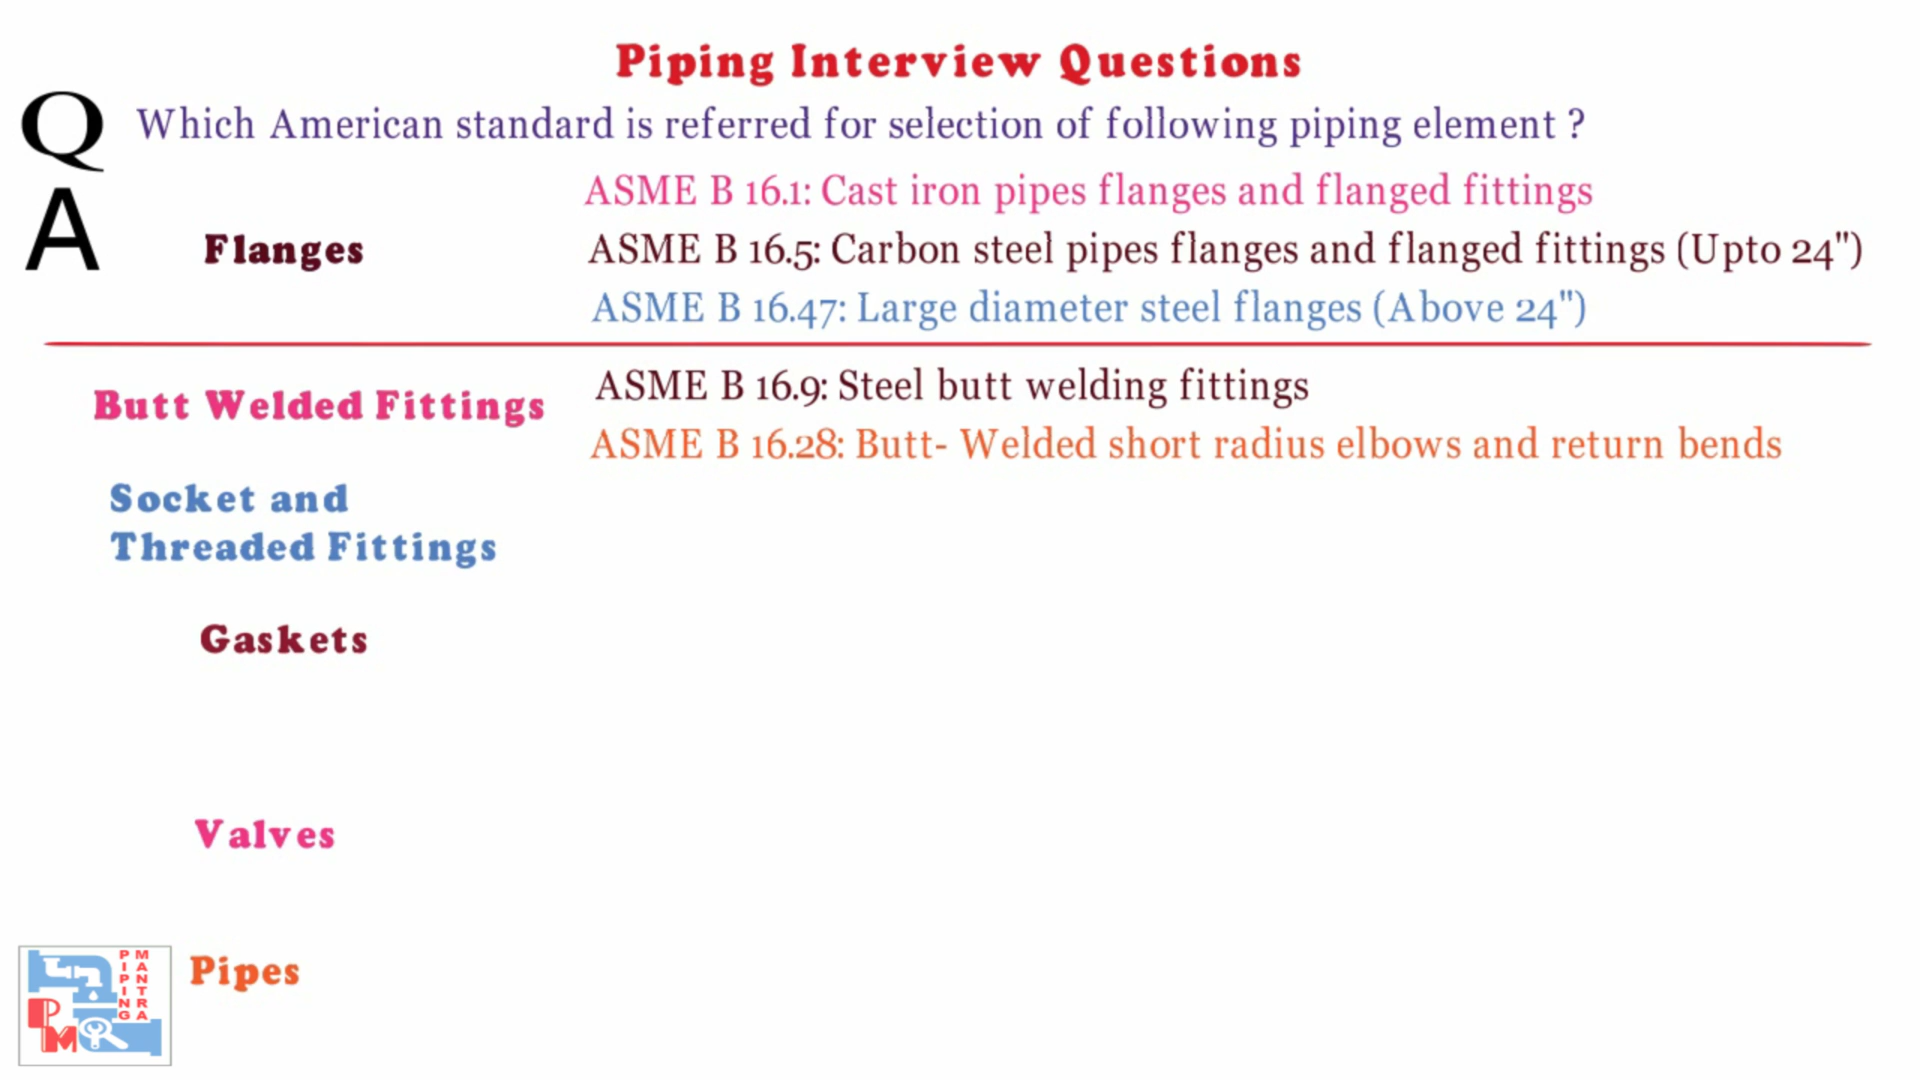 Piping Interview Questions
Q Which American standard is referred for selection of following piping element ?
A
ASME B 16.1: Cast iron pipes flanges and flanged fittings
Flanges ASME B 16.5: Carbon steel pipes flanges and flanged fittings (Upto 24")
ASME B 16.47: Large diameter steel flanges (Above 24")
Butt Welded Fittings
ASME B 16.9: Steel butt welding fittings
ASME B 16.28: Butt- Welded short radius elbows and return bends
Socket and
Threaded Fittings
Gaskets
Valves
Pipes
PIPING
MANTRA
PM